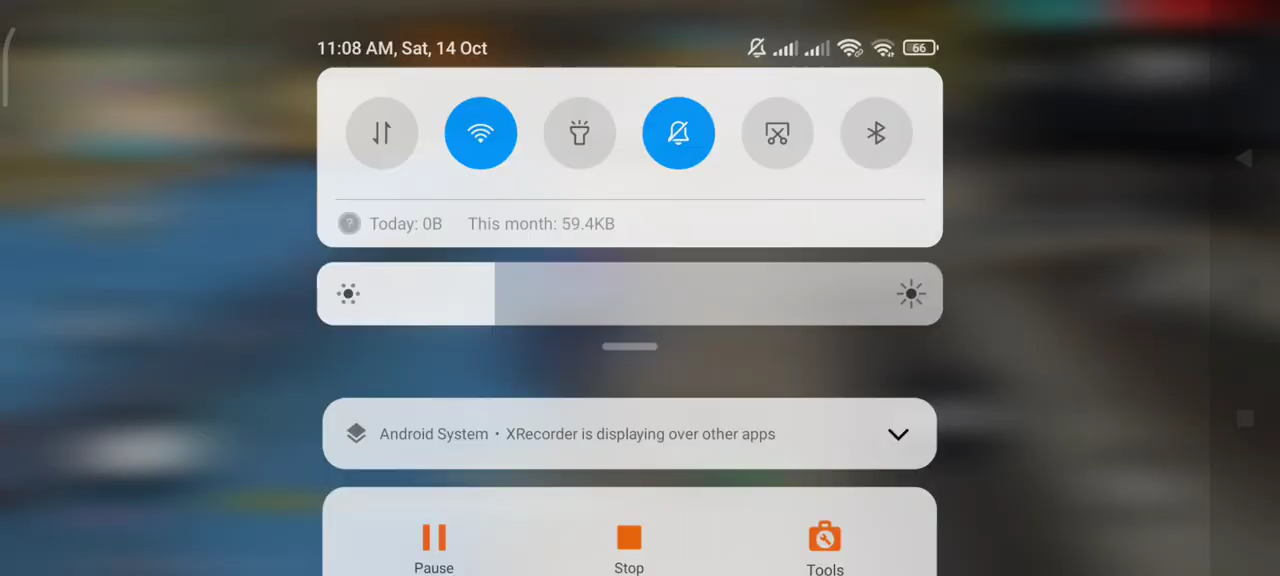 11:08 AM, Sat, 14 Oct
66
Today: 0B This month: 59.4KB
Android System • XRecorder is displaying over other apps
Pause Stop Tools